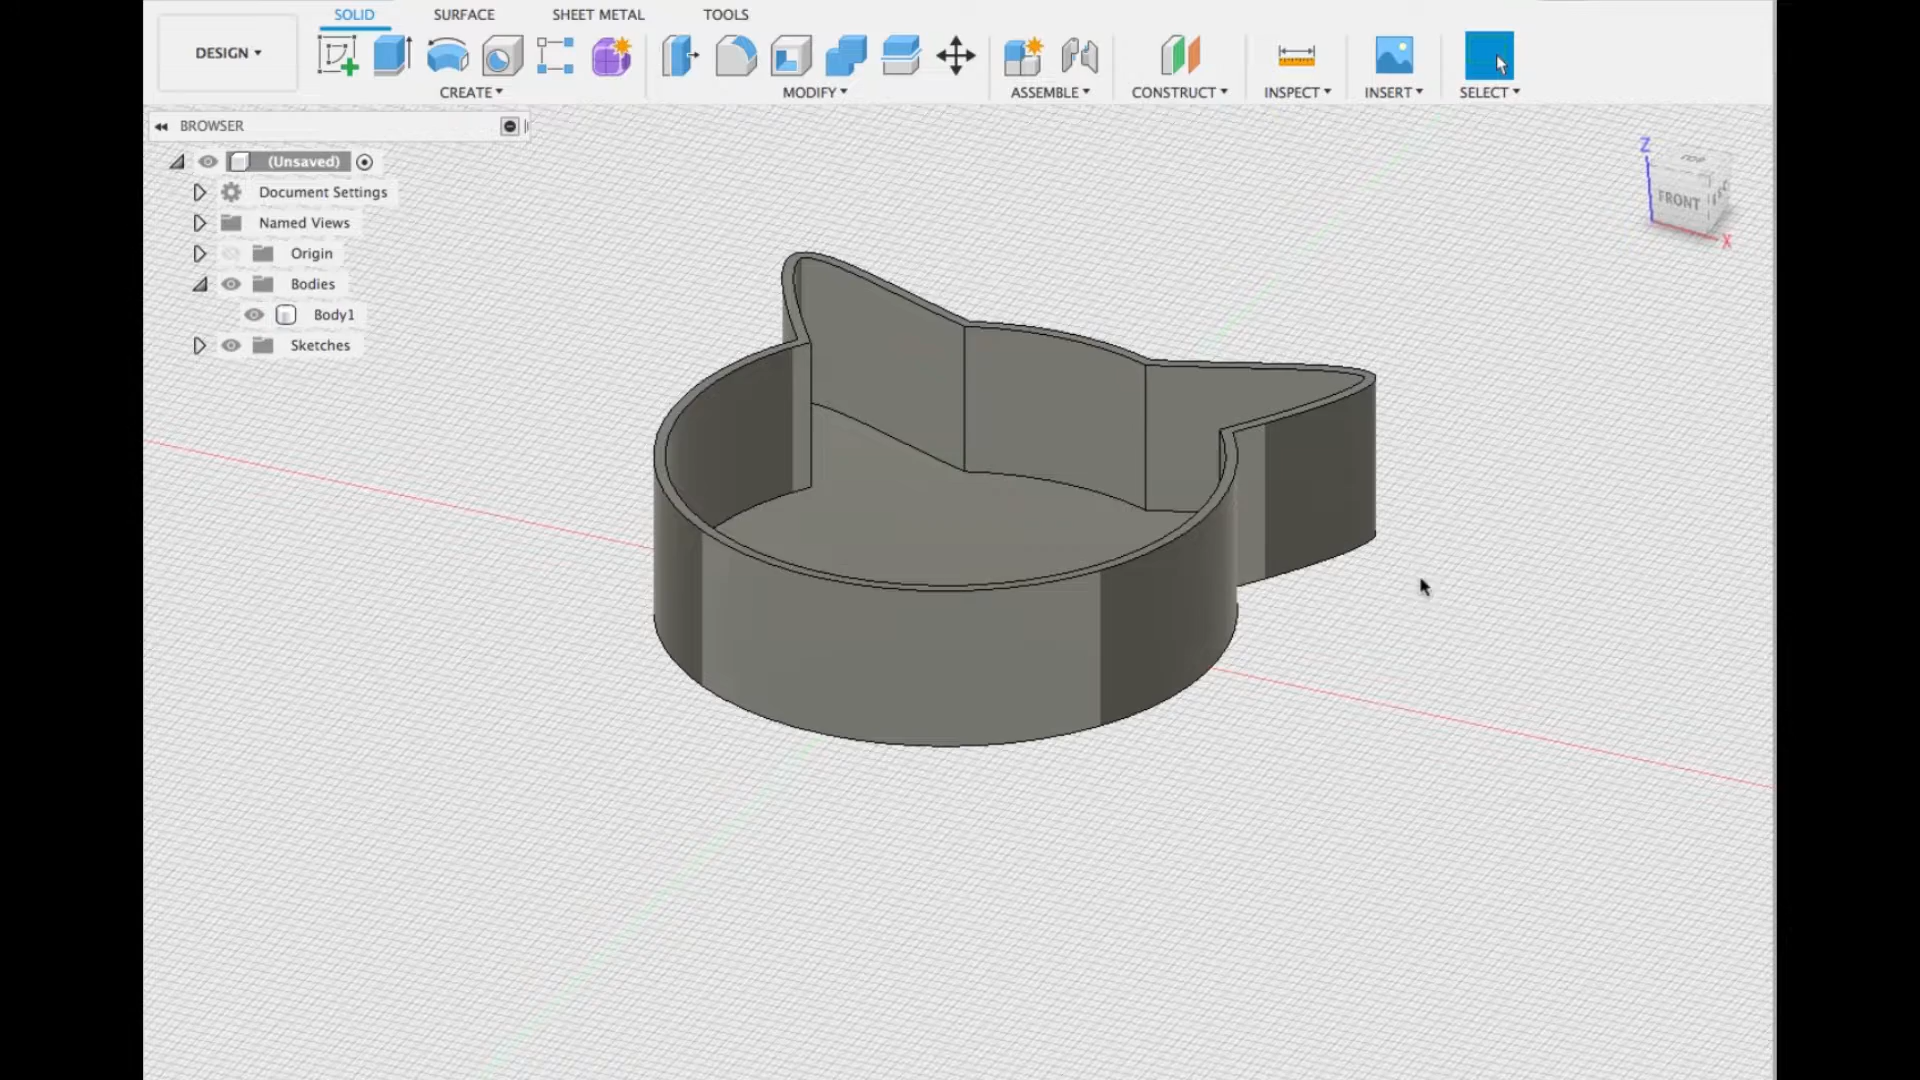 SOLID SURFACE SHEET METAL TOOLS
DESIGN
CREATE MODIFY ASSEMBLE CONSTRUCT INSPECT INSERT SELECT
BROWSER
(Unsaved)
Document Settings
Named Views
Origin
Bodies
Body1
Sketches
Z
TOP
FRONT
X